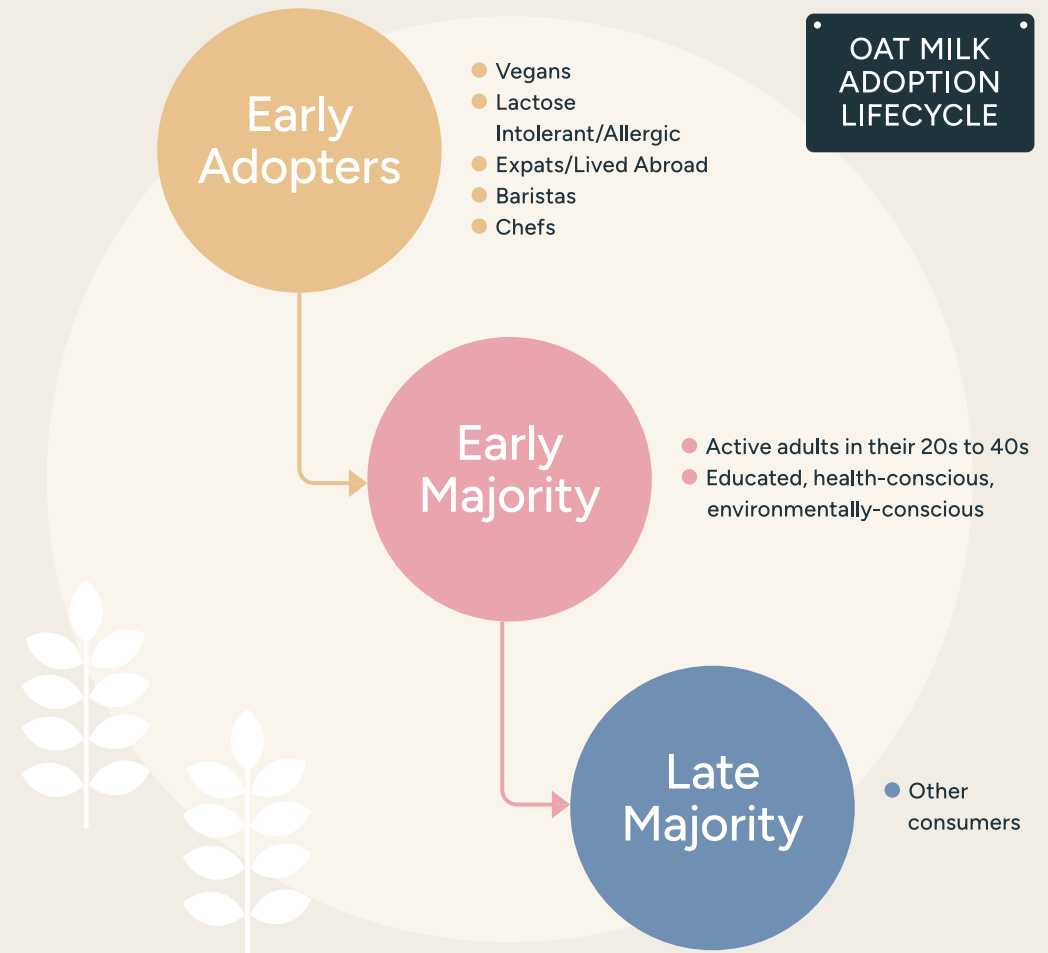 OAT MILK
ADOPTION
LIFECYCLE
Early
Adopters
Vegans
Lactose
Intolerant/Allergic
Expats/Lived Abroad
Baristas
Chefs
Early
Majority
Active adults in their 20s to 40s
Educated, health-conscious,
environmentally-conscious
Late
Majority
Other
consumers